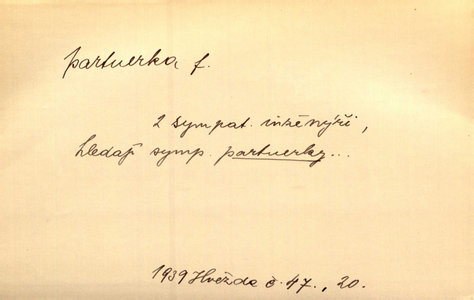 partnerka f.
2 sympat. inženýři,
hledají symp. partnerky...
1939 Hvězda č. 47., 20.